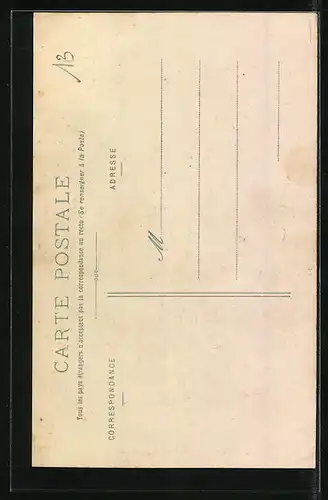 13
CARTE POSTALE
Tous les pays étrangers n'acceptent pas la correspondance au recto (Se renseigner à la Poste)
CORRESPONDANCE
ADRESSE
M